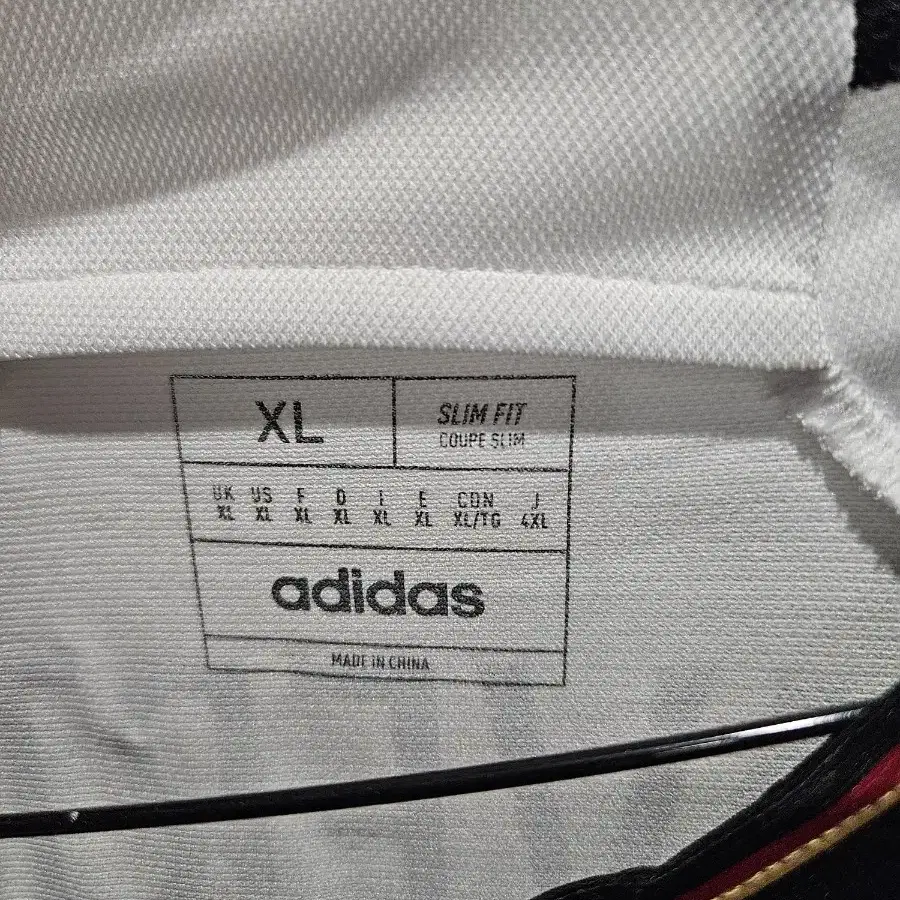 XL
SLIM FIT
COUPE SLIM
UK US F D I E CDN J
XL XL XL XL XL XL XL/TG 4XL
adidas
MADE IN CHINA